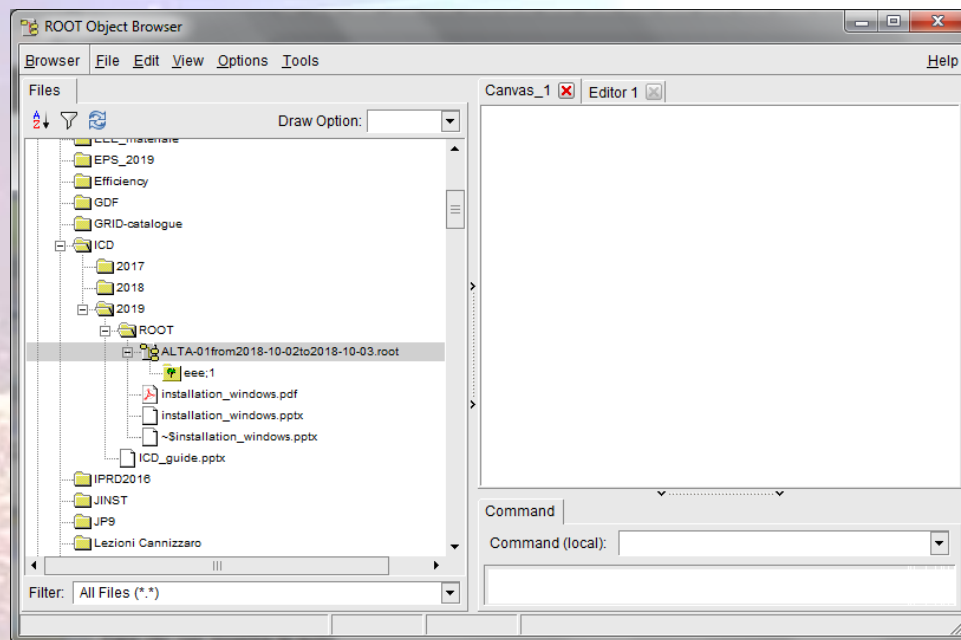 ROOT Object Browser
Browser File Edit View Options Tools Help
Files
Canvas_1 Editor 1
Draw Option:
EEE_materiale
EPS_2019
Efficiency
GDF
GRID-catalogue
ICD
2017
2018
2019
ROOT
ALTA-01from2018-10-02to2018-10-03.root
eee;1
installation_windows.pdf
installation_windows.pptx
~$installation_windows.pptx
ICD_guide.pptx
IPRD2016
JINST
JP9
Lezioni Cannizzaro
Filter: All Files (*.*)
Command
Command (local):